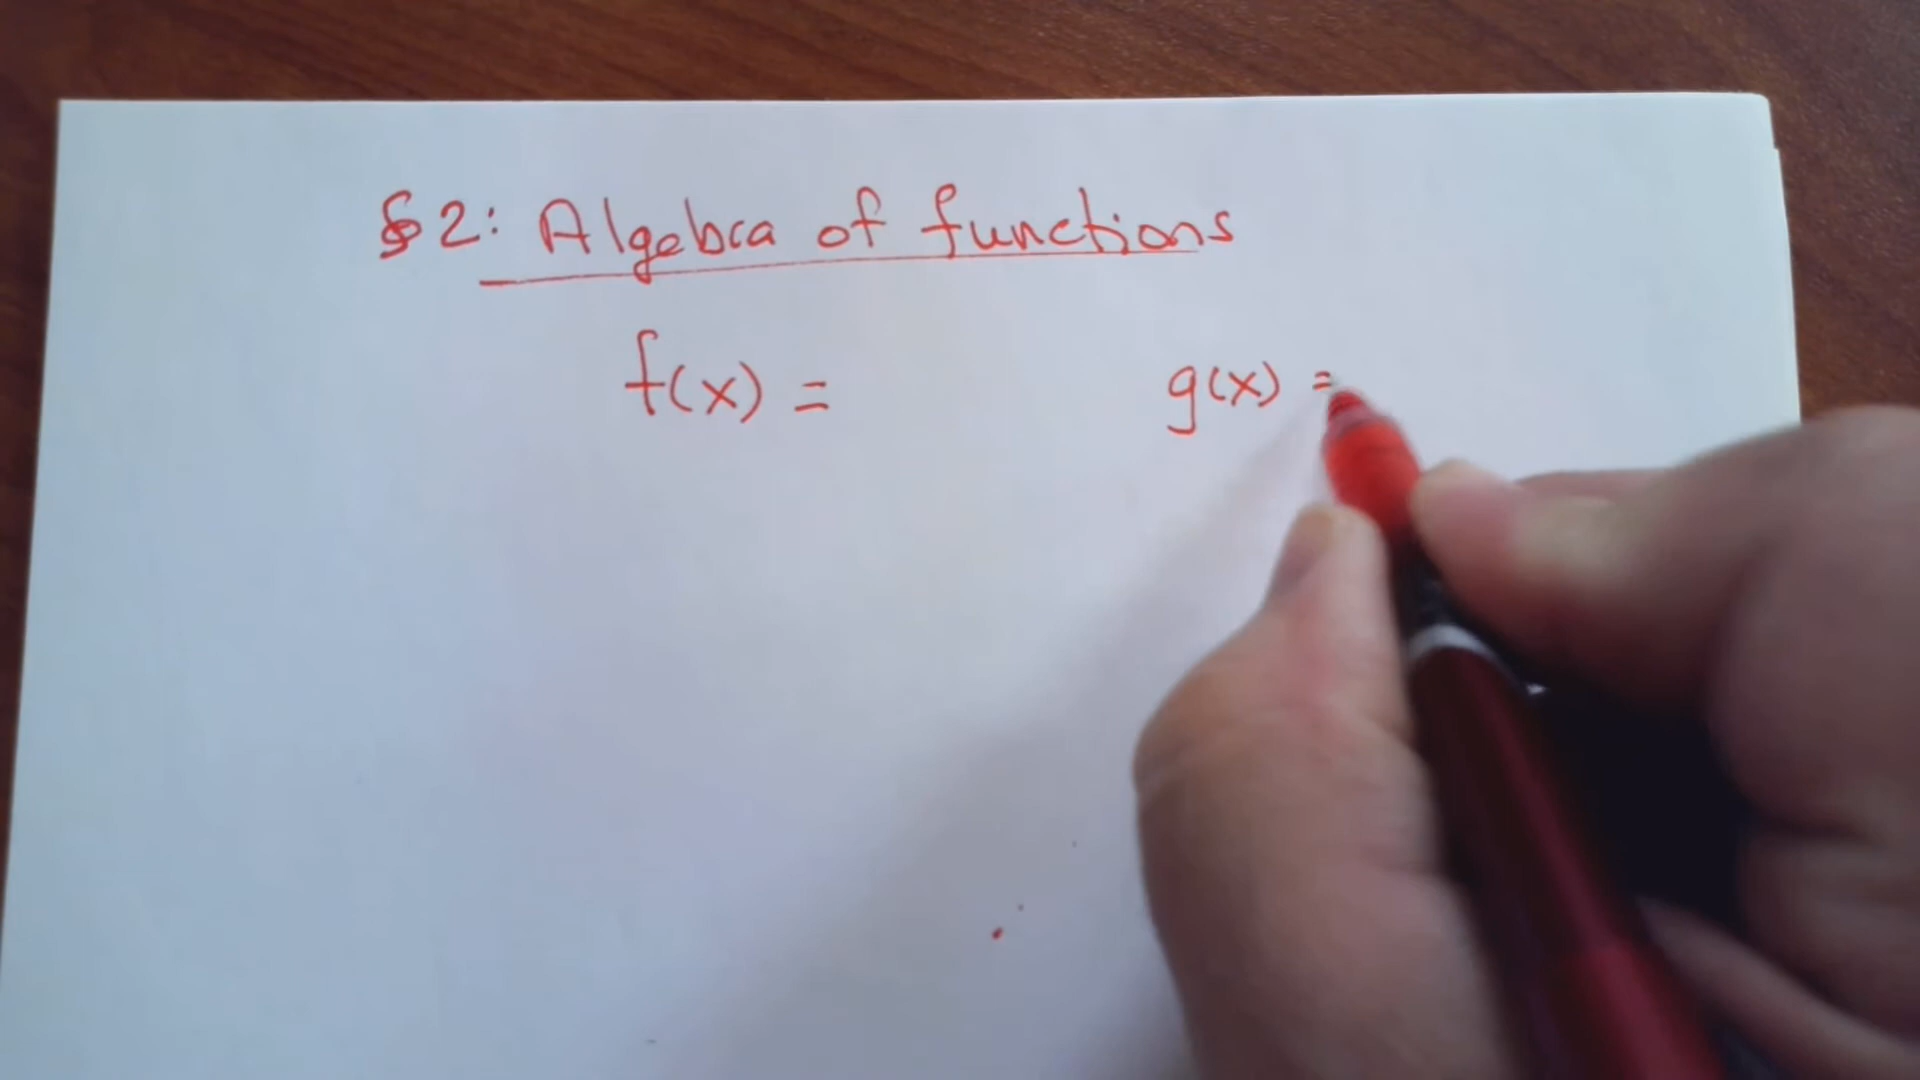 §2: Algebra of functions
f(x) = g(x) =